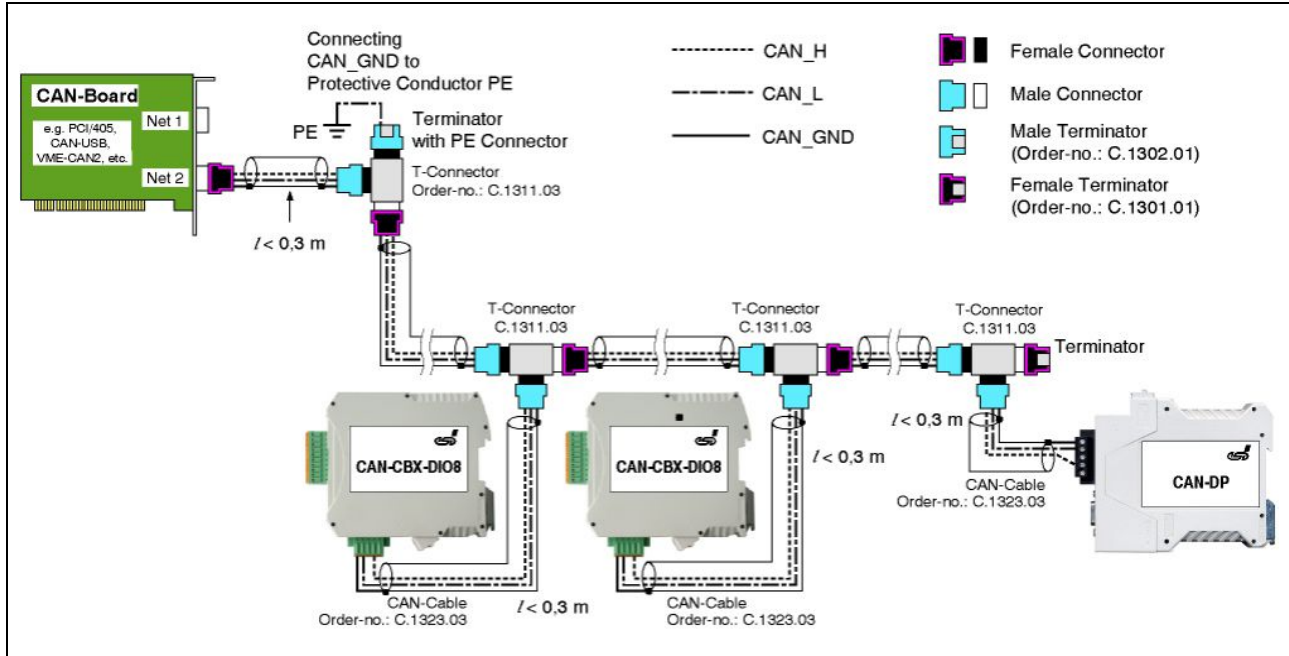 Connecting
CAN_GND to
Protective Conductor PE
CAN_H
CAN_L
CAN_GND
Female Connector
Male Connector
Male Terminator
(Order-no.: C.1302.01)
Female Terminator
(Order-no.: C.1301.01)
CAN-Board
e.g. PCI/405,
CAN-USB,
VME-CAN2, etc.
Net 1
Net 2
PE
Terminator
with PE Connector
T-Connector
Order-no.: C.1311.03
l < 0,3 m
T-Connector
C.1311.03
T-Connector
C.1311.03
T-Connector
C.1311.03
Terminator
CAN-CBX-DIO8
CAN-CBX-DIO8
CAN-DP
l < 0,3 m
l < 0,3 m
CAN-Cable
Order-no.: C.1323.03
l < 0,3 m
CAN-Cable
Order-no.: C.1323.03
CAN-Cable
Order-no.: C.1323.03